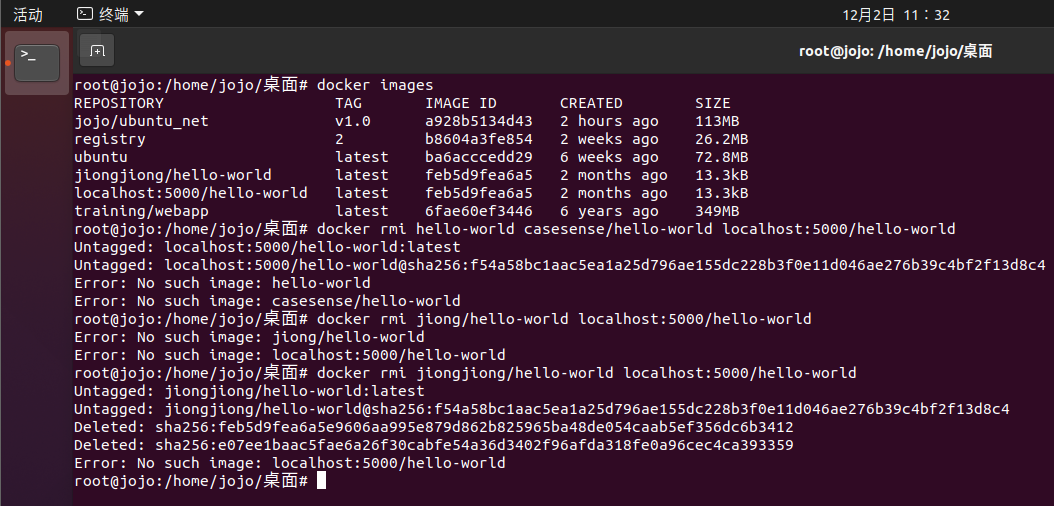 活动
终端
12月2日 11：32
>_
root@jojo: /home/jojo/桌面
root@jojo:/home/jojo/桌面# docker images
REPOSITORY TAG IMAGE ID CREATED SIZE
jojo/ubuntu_net v1.0 a928b5134d43 2 hours ago 113MB
registry 2 b8604a3fe854 2 weeks ago 26.2MB
ubuntu latest ba6acccedd29 6 weeks ago 72.8MB
jiongjiong/hello-world latest feb5d9fea6a5 2 months ago 13.3kB
localhost:5000/hello-world latest feb5d9fea6a5 2 months ago 13.3kB
training/webapp latest 6fae60ef3446 6 years ago 349MB
root@jojo:/home/jojo/桌面# docker rmi hello-world casesense/hello-world localhost:5000/hello-world
Untagged: localhost:5000/hello-world:latest
Untagged: localhost:5000/hello-world@sha256:f54a58bc1aac5ea1a25d796ae155dc228b3f0e11d046ae276b39c4bf2f13d8c4
Error: No such image: hello-world
Error: No such image: casesense/hello-world
root@jojo:/home/jojo/桌面# docker rmi jiong/hello-world localhost:5000/hello-world
Error: No such image: jiong/hello-world
Error: No such image: localhost:5000/hello-world
root@jojo:/home/jojo/桌面# docker rmi jiongjiong/hello-world localhost:5000/hello-world
Untagged: jiongjiong/hello-world:latest
Untagged: jiongjiong/hello-world@sha256:f54a58bc1aac5ea1a25d796ae155dc228b3f0e11d046ae276b39c4bf2f13d8c4
Deleted: sha256:feb5d9fea6a5e9606aa995e879d862b825965ba48de054caab5ef356dc6b3412
Deleted: sha256:e07ee1baac5fae6a26f30cabfe54a36d3402f96afda318fe0a96cec4ca393359
Error: No such image: localhost:5000/hello-world
root@jojo:/home/jojo/桌面#